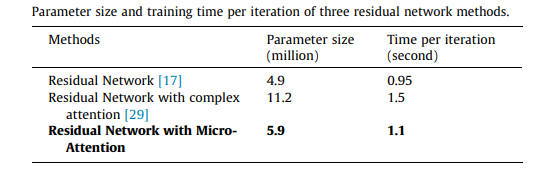 Parameter size and training time per iteration of three residual network methods.
Methods Parameter size Time per iteration
(million) (second)
Residual Network [17] 4.9 0.95
Residual Network with complex 11.2 1.5
attention [29]
Residual Network with Micro- 5.9 1.1
Attention